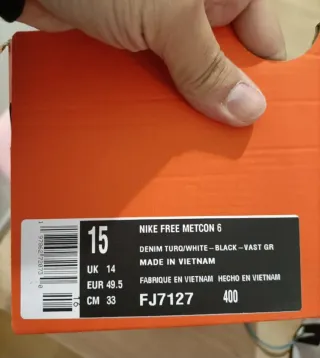 15
NIKE FREE METCON 6
DENIM TURQ/WHITE-BLACK-VAST GR
MADE IN VIETNAM
UK 14
EUR 49.5
FABRIQUE EN VIETNAM HECHO EN VIETNAM
CM 33
FJ7127 400
16